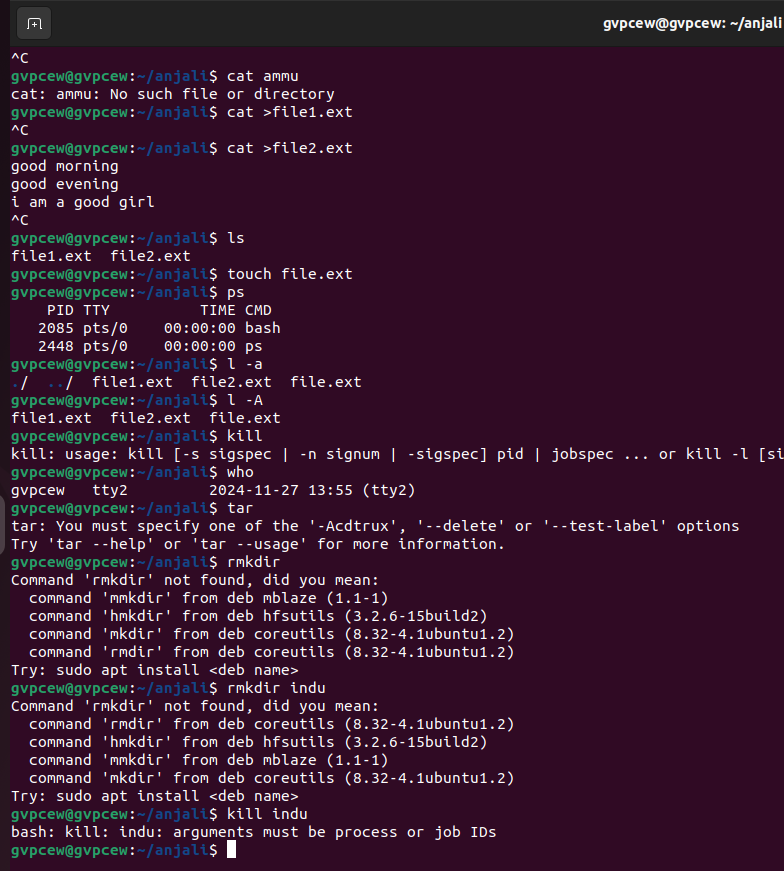 gvpcew@gvpcew: ~/anjali
^C
gvpcew@gvpcew:~/anjali$ cat ammu
cat: ammu: No such file or directory
gvpcew@gvpcew:~/anjali$ cat >file1.ext
^C
gvpcew@gvpcew:~/anjali$ cat >file2.ext
good morning
good evening
i am a good girl
^C
gvpcew@gvpcew:~/anjali$ ls
file1.ext  file2.ext
gvpcew@gvpcew:~/anjali$ touch file.ext
gvpcew@gvpcew:~/anjali$ ps
    PID TTY          TIME CMD
   2085 pts/0    00:00:00 bash
   2448 pts/0    00:00:00 ps
gvpcew@gvpcew:~/anjali$ l -a
./  ../  file1.ext  file2.ext  file.ext
gvpcew@gvpcew:~/anjali$ l -A
file1.ext  file2.ext  file.ext
gvpcew@gvpcew:~/anjali$ kill
kill: usage: kill [-s sigspec | -n signum | -sigspec] pid | jobspec ... or kill -l [si
gvpcew@gvpcew:~/anjali$ who
gvpcew   tty2         2024-11-27 13:55 (tty2)
gvpcew@gvpcew:~/anjali$ tar
tar: You must specify one of the '-Acdtrux', '--delete' or '--test-label' options
Try 'tar --help' or 'tar --usage' for more information.
gvpcew@gvpcew:~/anjali$ rmkdir
Command 'rmkdir' not found, did you mean:
  command 'mmkdir' from deb mblaze (1.1-1)
  command 'hmkdir' from deb hfsutils (3.2.6-15build2)
  command 'mkdir' from deb coreutils (8.32-4.1ubuntu1.2)
  command 'rmdir' from deb coreutils (8.32-4.1ubuntu1.2)
Try: sudo apt install <deb name>
gvpcew@gvpcew:~/anjali$ rmkdir indu
Command 'rmkdir' not found, did you mean:
  command 'rmdir' from deb coreutils (8.32-4.1ubuntu1.2)
  command 'hmkdir' from deb hfsutils (3.2.6-15build2)
  command 'mmkdir' from deb mblaze (1.1-1)
  command 'mkdir' from deb coreutils (8.32-4.1ubuntu1.2)
Try: sudo apt install <deb name>
gvpcew@gvpcew:~/anjali$ kill indu
bash: kill: indu: arguments must be process or job IDs
gvpcew@gvpcew:~/anjali$